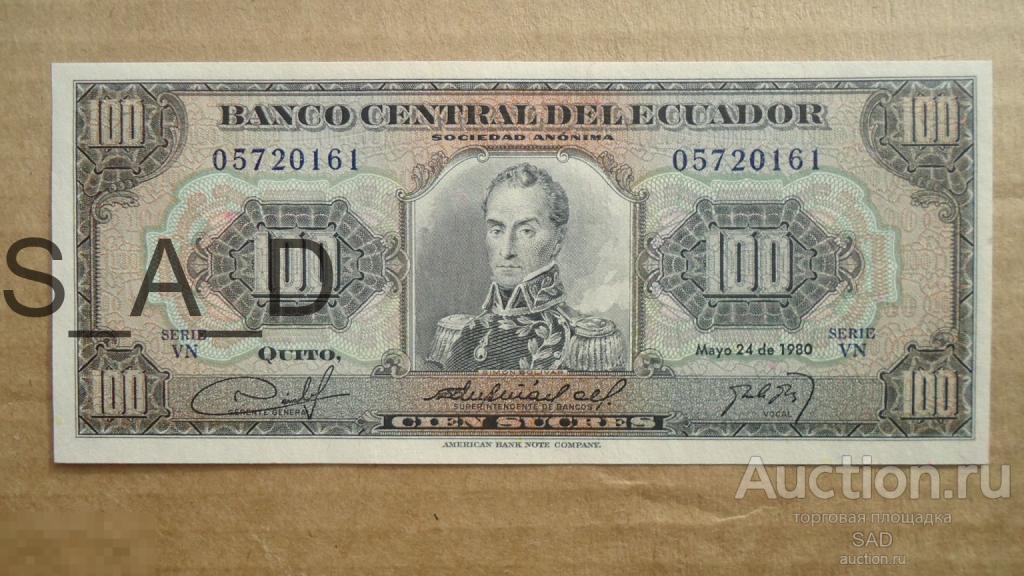 100 100
BANCO CENTRAL DEL ECUADOR
SOCIEDAD ANÓNIMA
05720161 05720161
100 100
S_A_D
SERIE SERIE
VN VN
QUITO, Mayo 24 de 1980
SIMON BOLIVAR
100 100
GERENTE GENERAL SUPERINTENDENTE DE BANCOS VOCAL
CIEN SUCRES
AMERICAN BANK NOTE COMPANY.
Auction.ru
торговая площадка
SAD
auction.ru